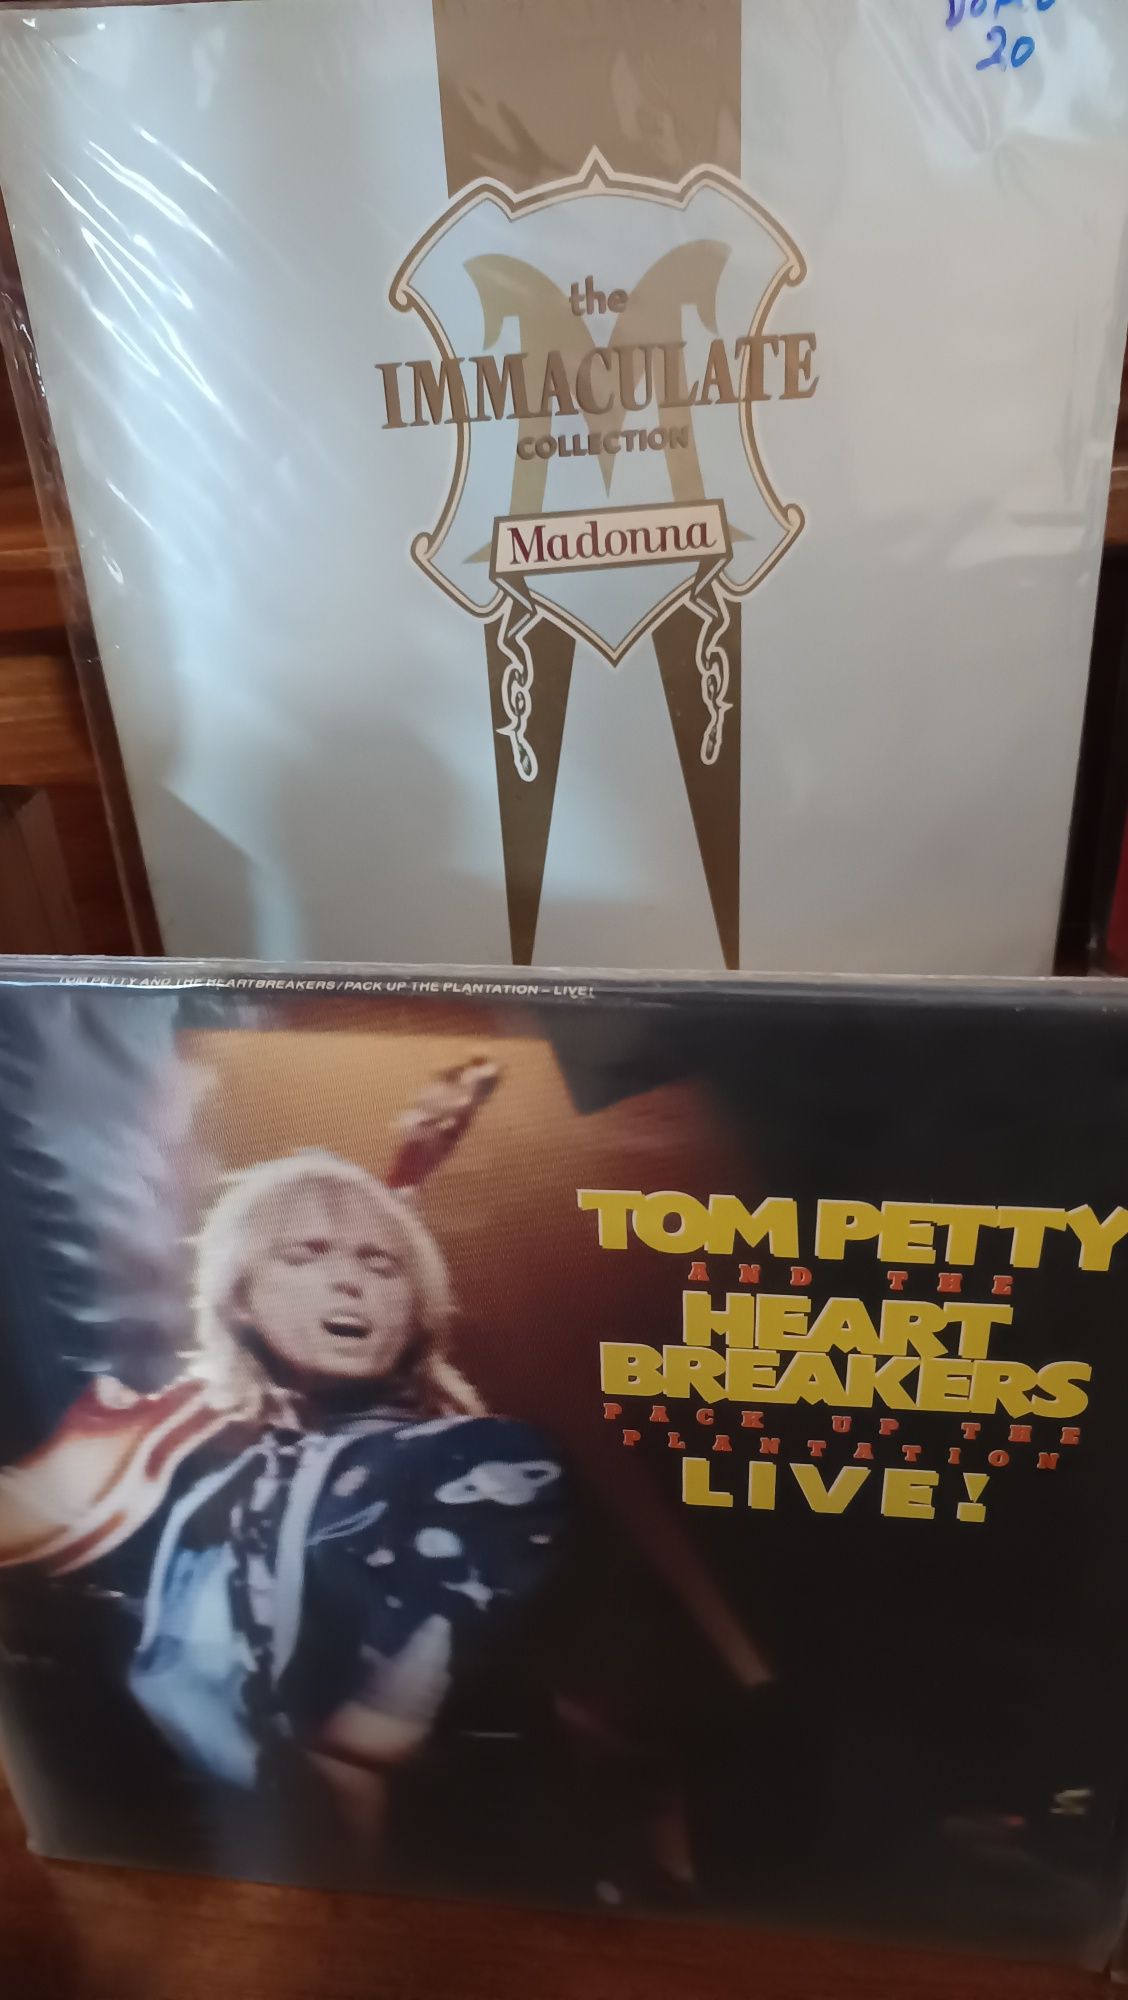 20
the
IMMACULATE
COLLECTION
Madonna
TOM PETTY AND THE HEARTBREAKERS/PACK UP THE PLANTATION – LIVE!
TOM PETTY
AND THE
HEART
BREAKERS
PACK UP THE
PLANTATION
LIVE!